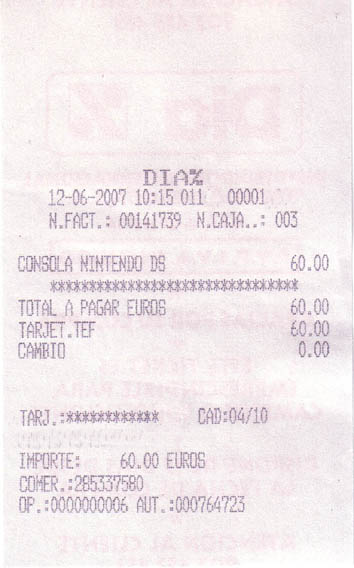 DIA%
12-06-2007 10:15 011 00001
N.FACT.: 00141739 N.CAJA..: 003
CONSOLA NINTENDO DS 60.00
********************************
TOTAL A PAGAR EUROS 60.00
TARJET.TEF 60.00
CAMBIO 0.00
TARJ.:************ CAD:04/10
IMPORTE: 60.00 EUROS
COMER.:285337580
OP.:0000000006 AUT.:000764723